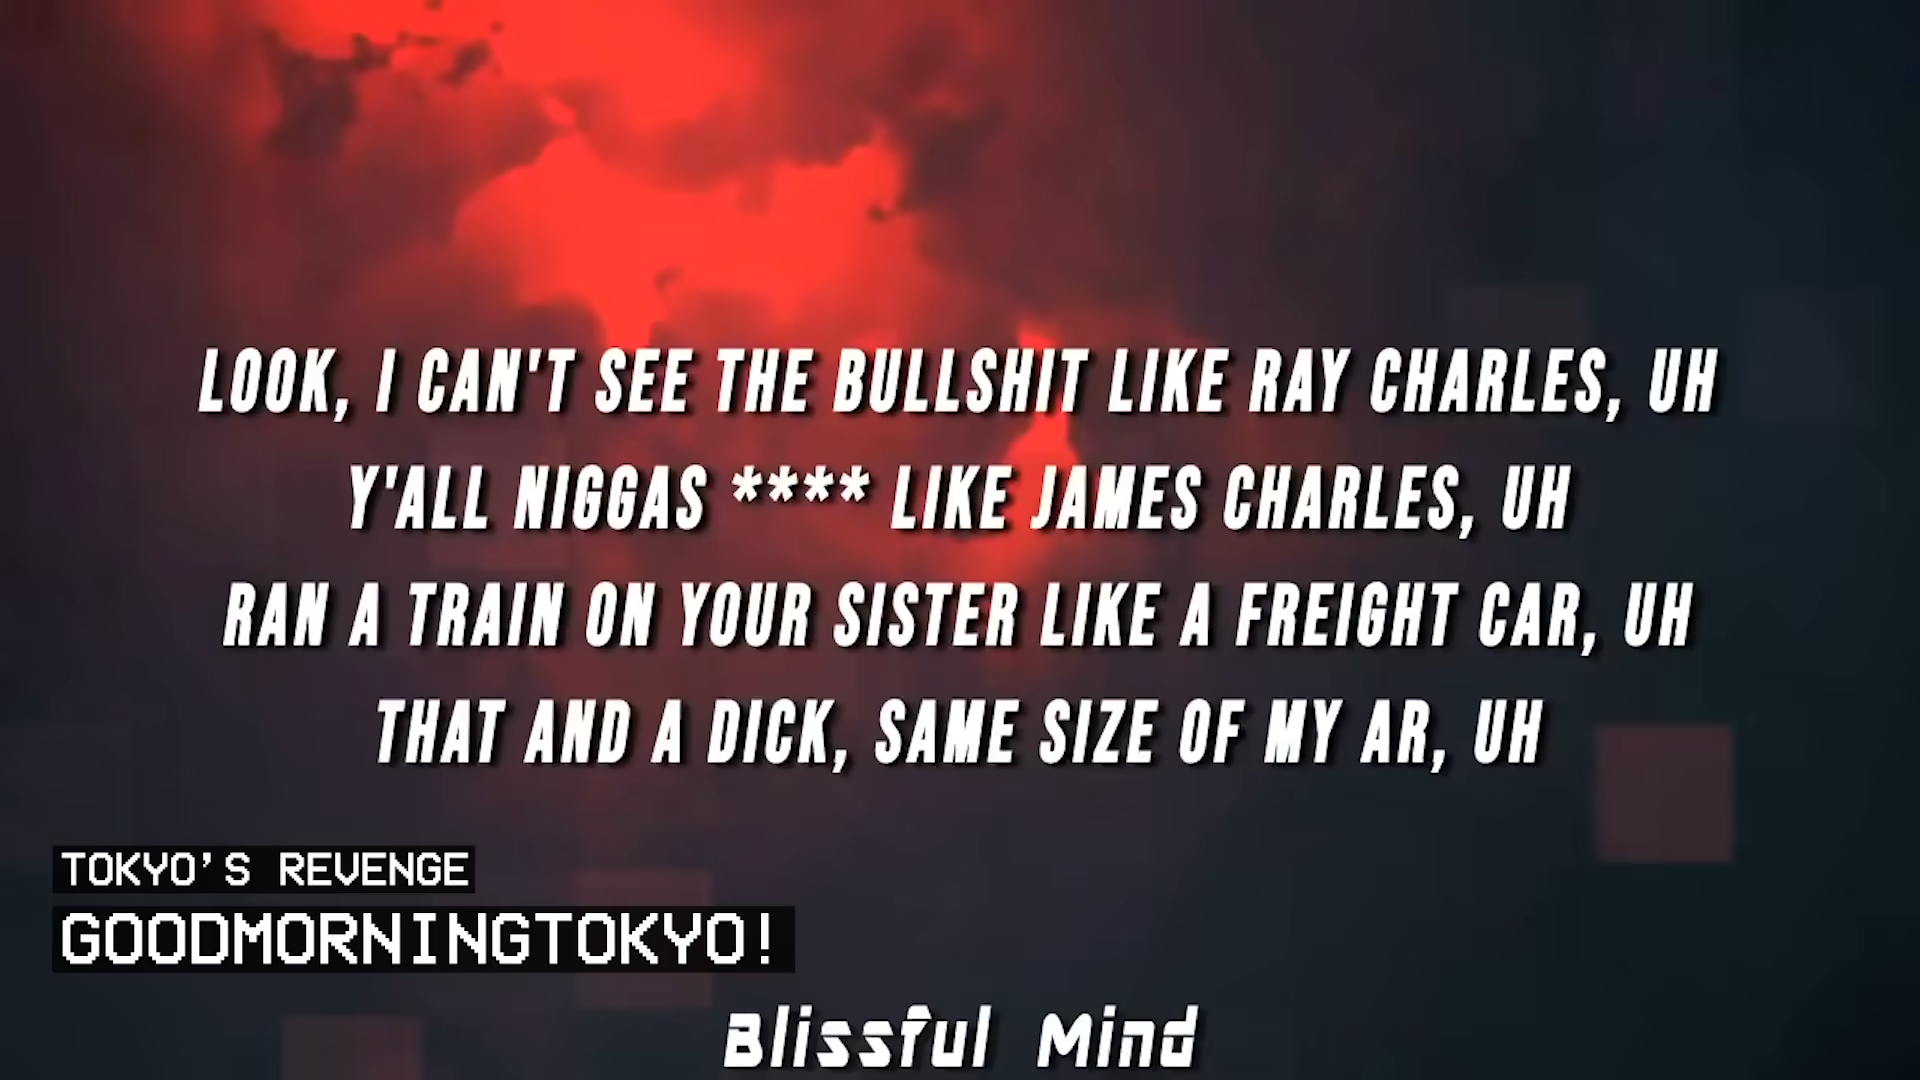 LOOK, I CAN'T SEE THE BULLSHIT LIKE RAY CHARLES, UH
Y'ALL NIGGAS **** LIKE JAMES CHARLES, UH
RAN A TRAIN ON YOUR SISTER LIKE A FREIGHT CAR, UH
THAT AND A DICK, SAME SIZE OF MY AR, UH
TOKYO'S REVENGE
GOODMORNINGTOKYO!
Blissful Mind